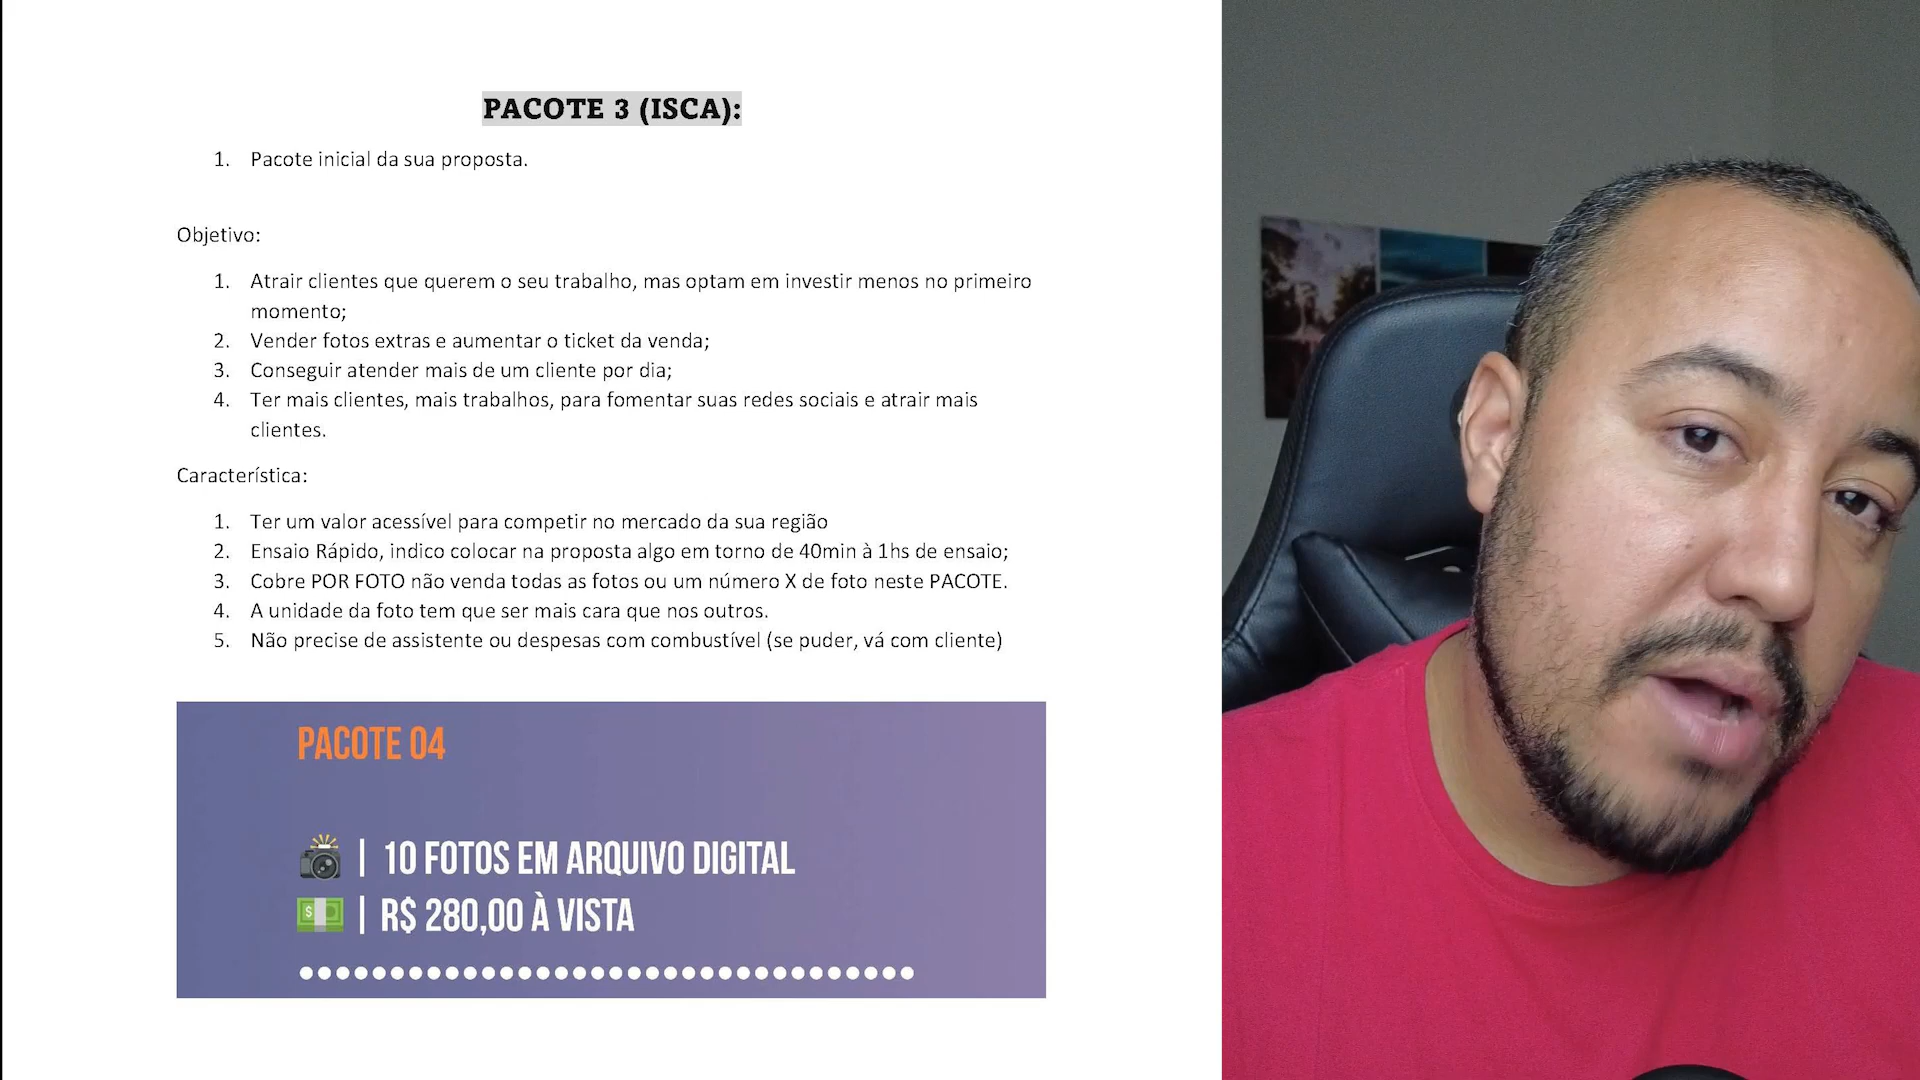 PACOTE 3 (ISCA):
1. Pacote inicial da sua proposta.
Objetivo:
1. Atrair clientes que querem o seu trabalho, mas optam em investir menos no primeiro
momento;
2. Vender fotos extras e aumentar o ticket da venda;
3. Conseguir atender mais de um cliente por dia;
4. Ter mais clientes, mais trabalhos, para fomentar suas redes sociais e atrair mais
clientes.
Característica:
1. Ter um valor acessível para competir no mercado da sua região
2. Ensaio Rápido, indico colocar na proposta algo em torno de 40min à 1hs de ensaio;
3. Cobre POR FOTO não venda todas as fotos ou um número X de foto neste PACOTE.
4. A unidade da foto tem que ser mais cara que nos outros.
5. Não precise de assistente ou despesas com combustível (se puder, vá com cliente)
PACOTE 04
| 10 FOTOS EM ARQUIVO DIGITAL
| R$ 280,00 À VISTA